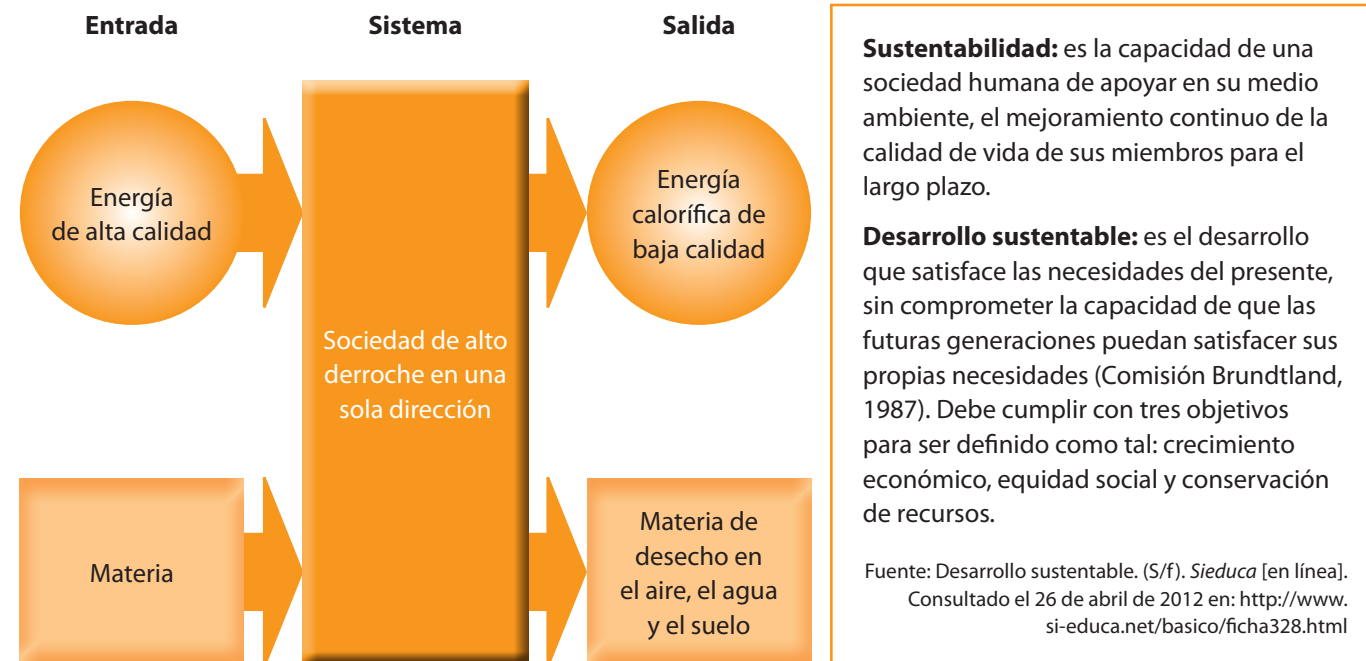 Entrada
Sistema
Salida
Energía
de alta calidad
Sociedad de alto
derroche en una
sola dirección
Energía
calorífica de
baja calidad
Materia
Materia de
desecho en
el aire, el agua
y el suelo
Sustentabilidad: es la capacidad de una
sociedad humana de apoyar en su medio
ambiente, el mejoramiento continuo de la
calidad de vida de sus miembros para el
largo plazo.
Desarrollo sustentable: es el desarrollo
que satisface las necesidades del presente,
sin comprometer la capacidad de que las
futuras generaciones puedan satisfacer sus
propias necesidades (Comisión Brundtland,
1987). Debe cumplir con tres objetivos
para ser definido como tal: crecimiento
económico, equidad social y conservación
de recursos.
Fuente: Desarrollo sustentable. (S/f). Sieduca [en línea].
Consultado el 26 de abril de 2012 en: http://www.
si-educa.net/basico/ficha328.html